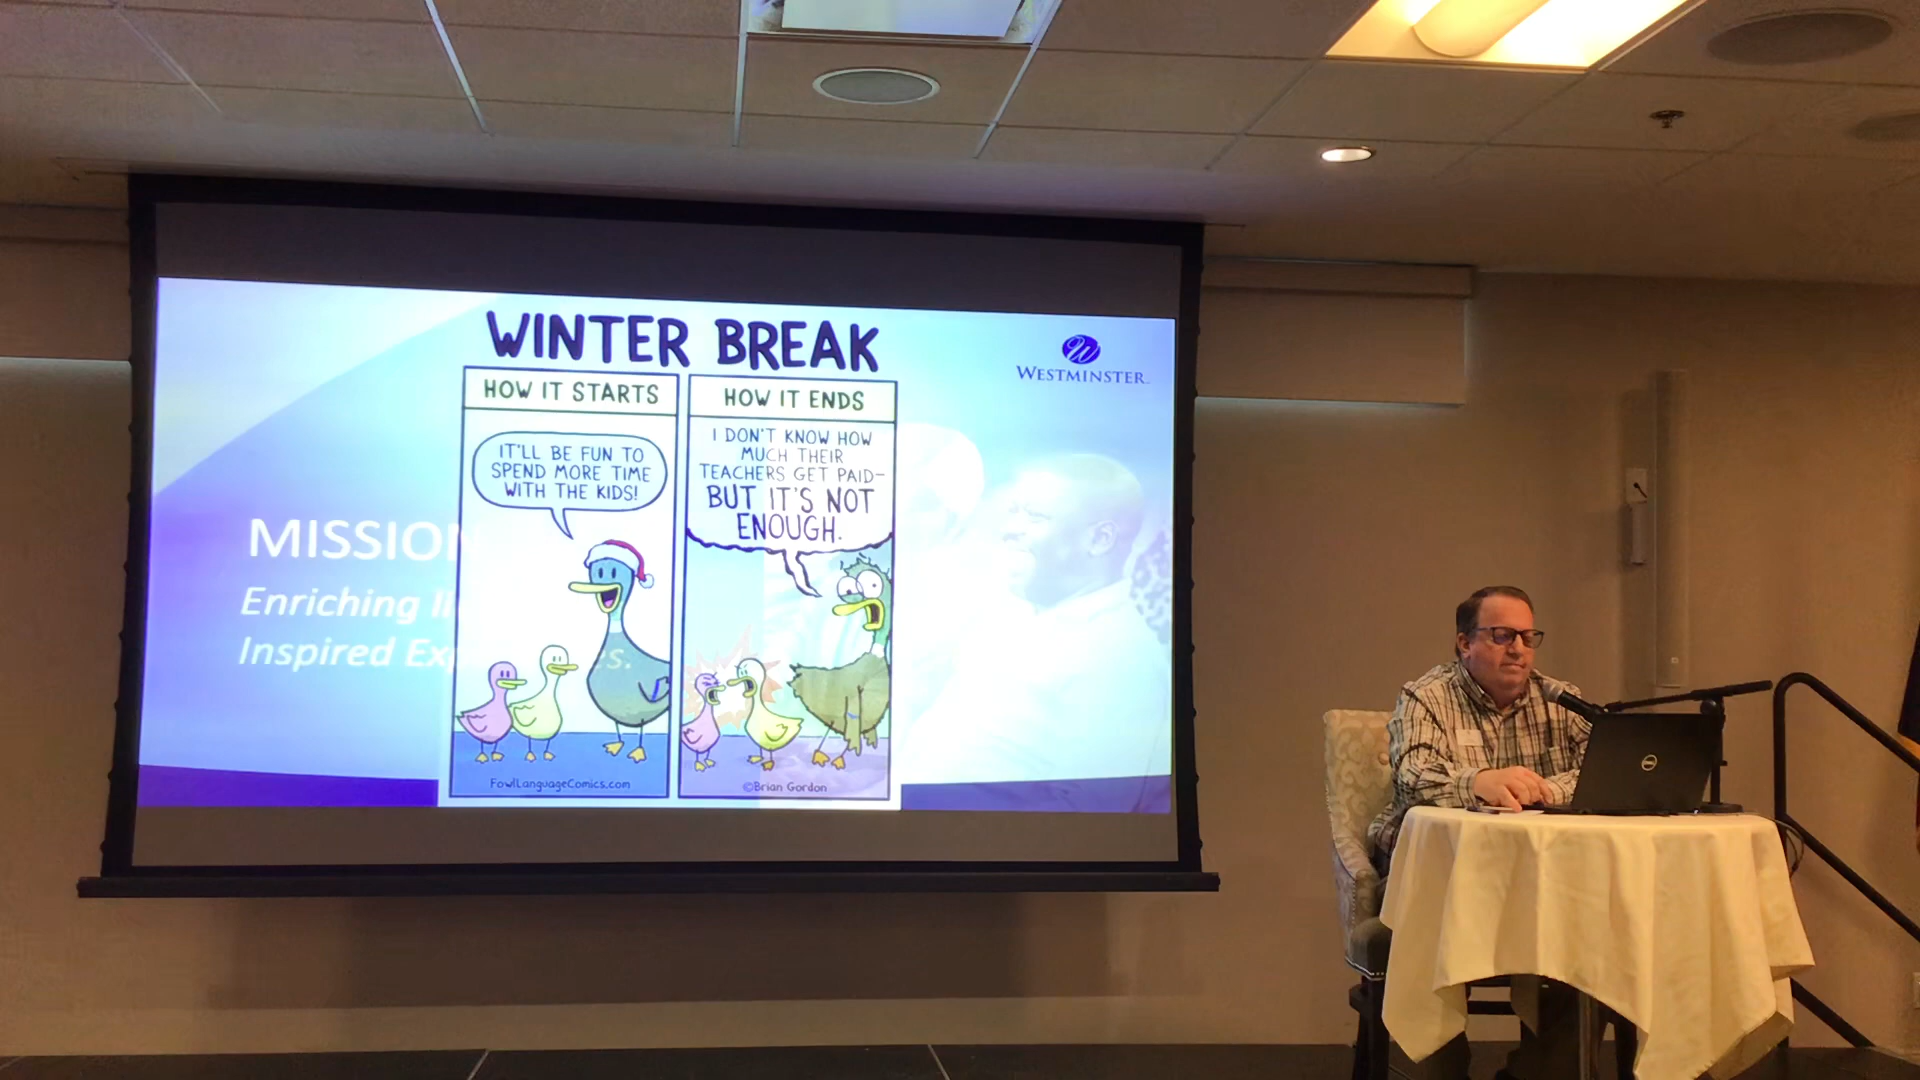 WINTER BREAK
HOW IT STARTS
IT'LL BE FUN TO
SPEND MORE TIME
WITH THE KIDS!
FowlLanguageComics.com
HOW IT ENDS
I DON'T KNOW HOW
MUCH THEIR
TEACHERS GET PAID–
BUT IT'S NOT
ENOUGH.
©Brian Gordon
W
WESTMINSTER
MISSION
Enriching
Inspired
DELL